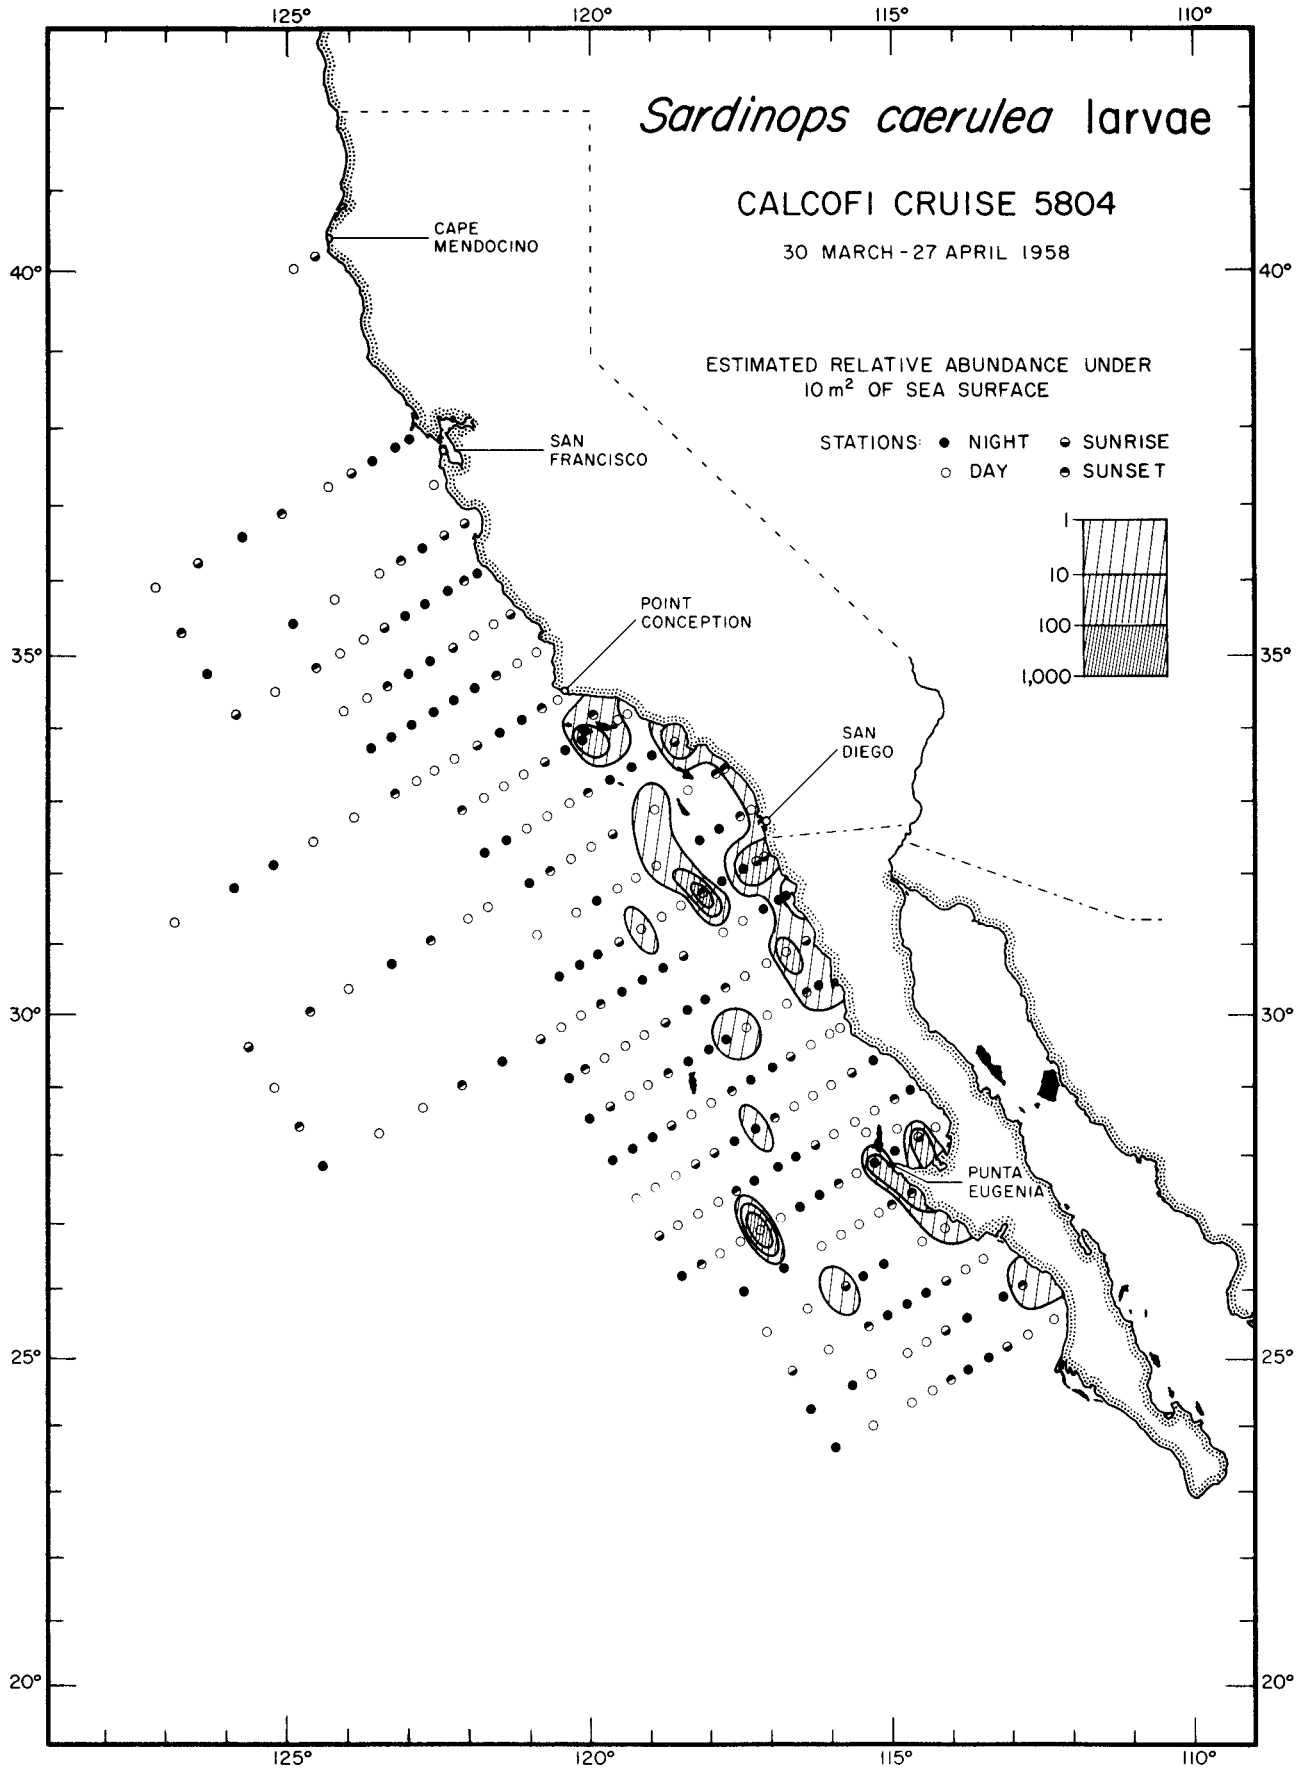 125° 120° 115° 110°
Sardinops caerulea larvae
CALCOFI CRUISE 5804
30 MARCH - 27 APRIL 1958
CAPE
MENDOCINO
40° 40°
ESTIMATED RELATIVE ABUNDANCE UNDER
10 m² OF SEA SURFACE
STATIONS: NIGHT SUNRISE
DAY SUNSET
SAN
FRANCISCO
1
10
100
1,000
POINT
CONCEPTION
35° 35°
SAN
DIEGO
30° 30°
PUNTA
EUGENIA
25° 25°
20° 20°
125° 120° 115° 110°